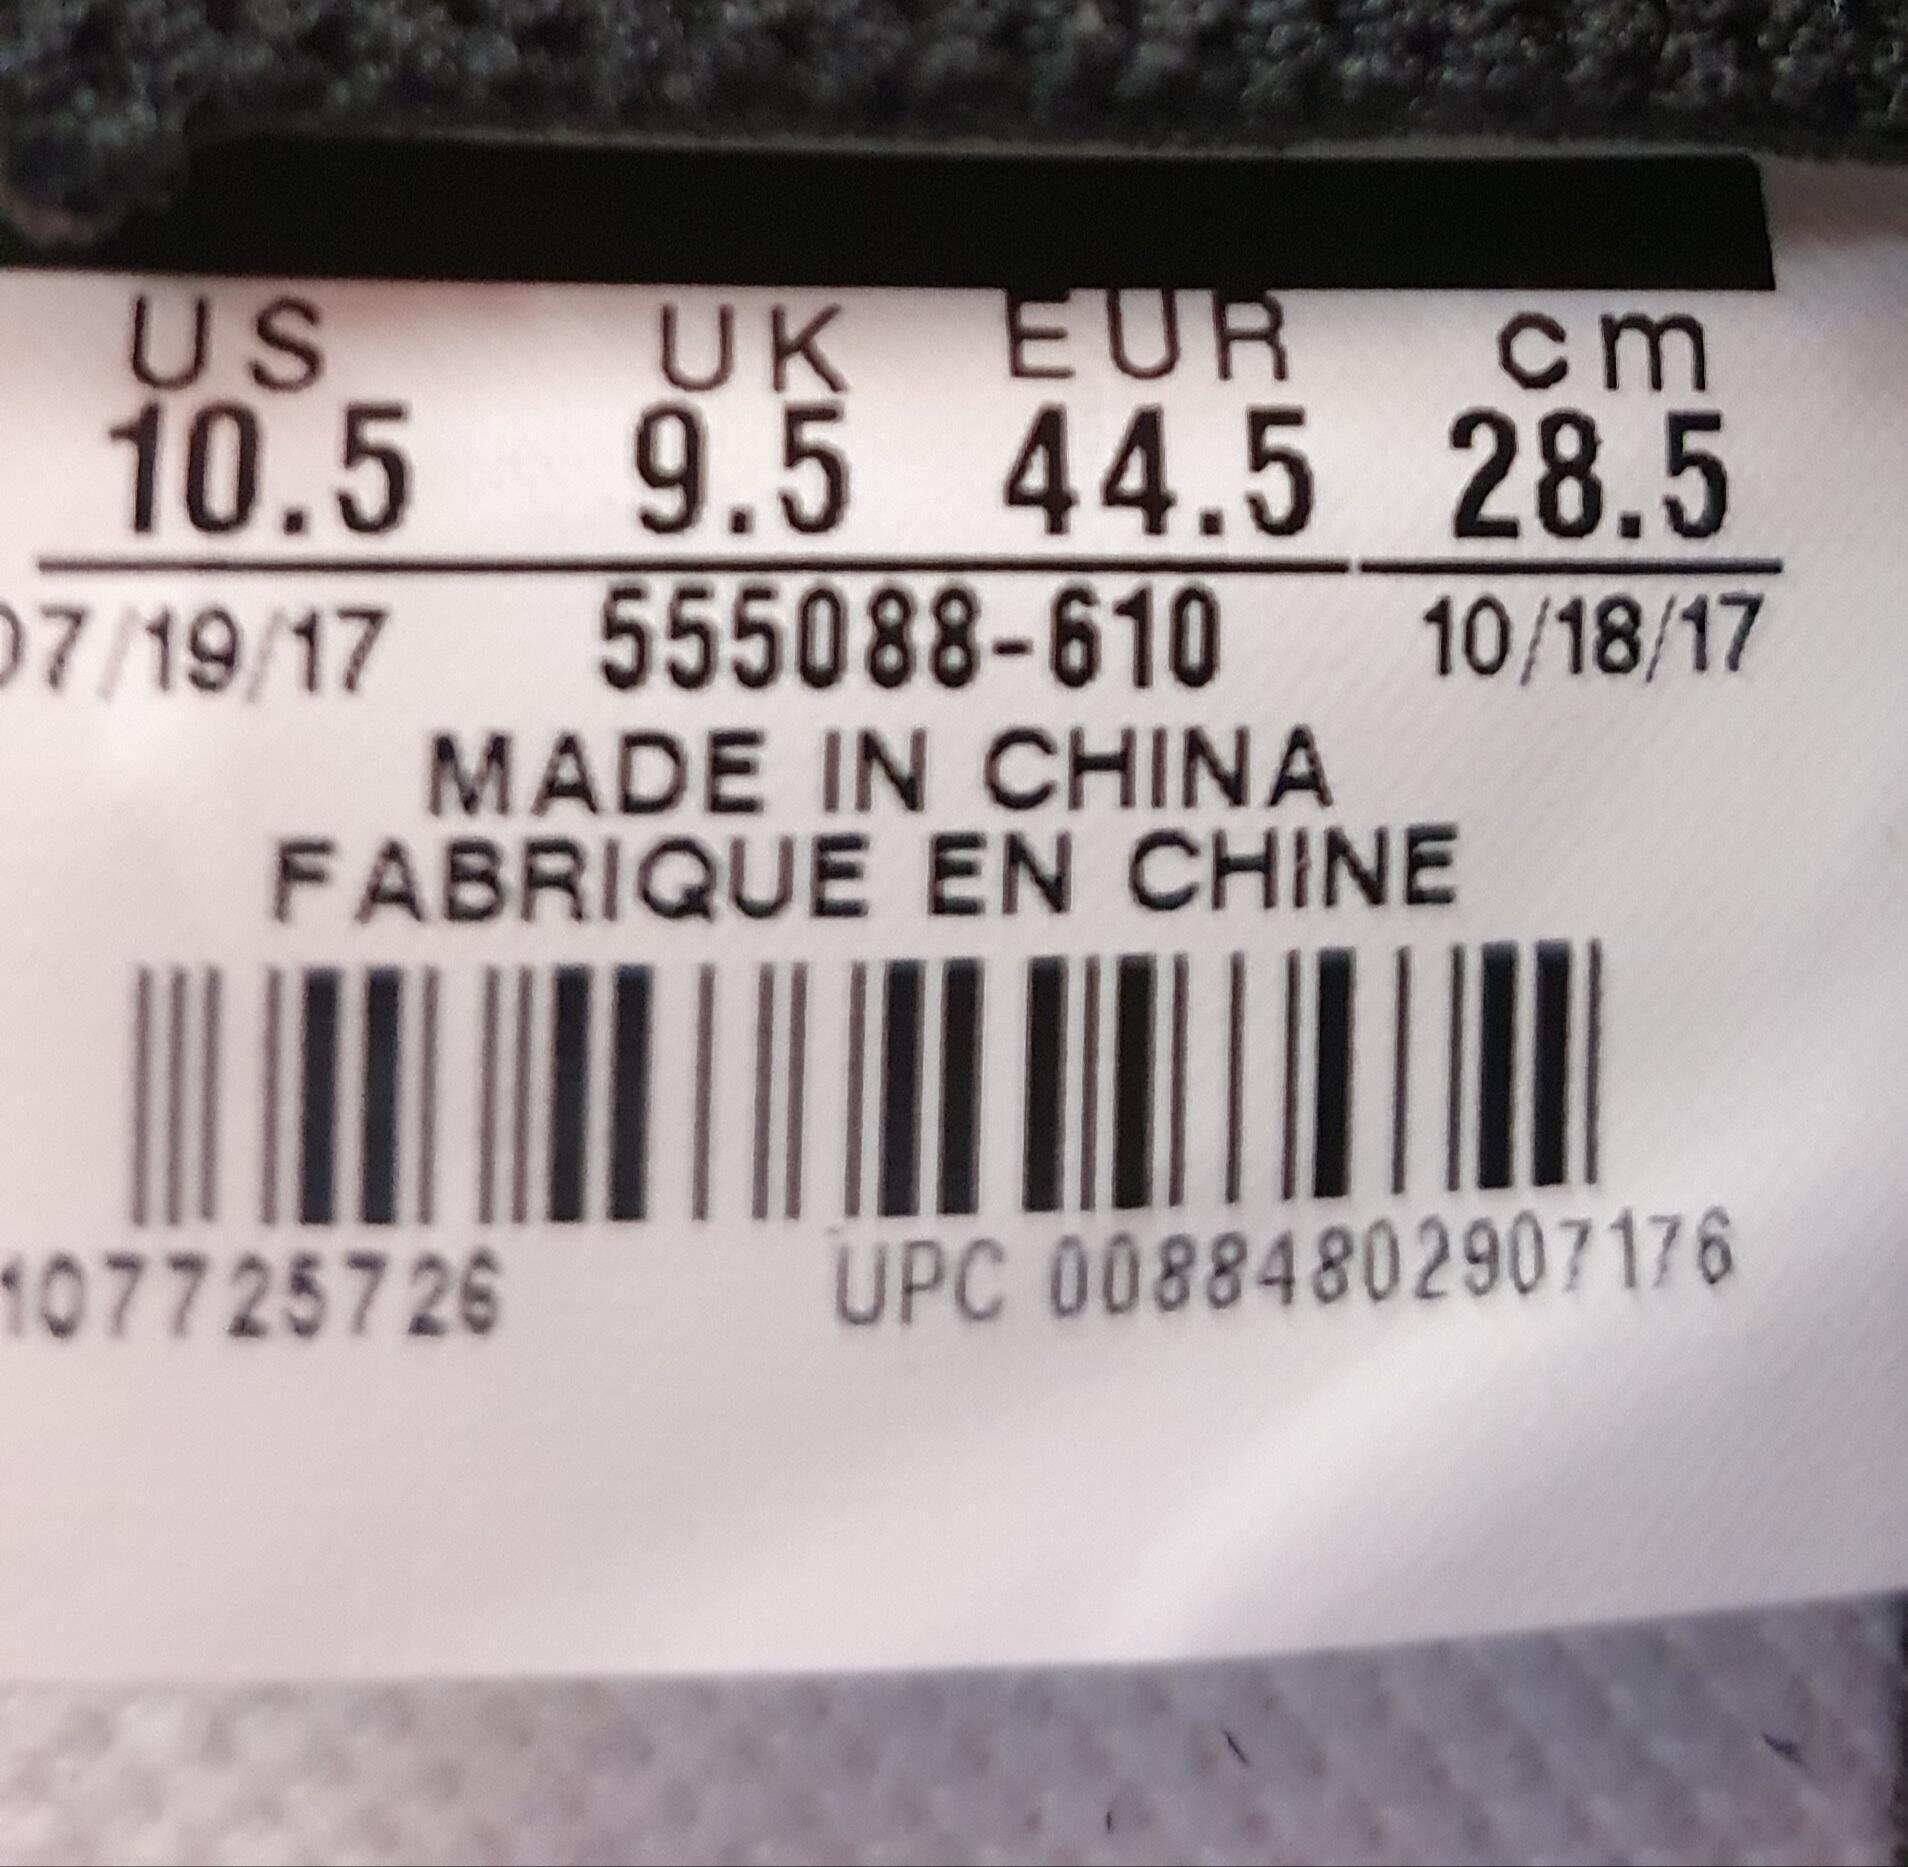 US UK EUR cm
10.5 9.5 44.5 28.5
07/19/17 555088-610 10/18/17
MADE IN CHINA
FABRIQUE EN CHINE
107725726 UPC 00884802907176